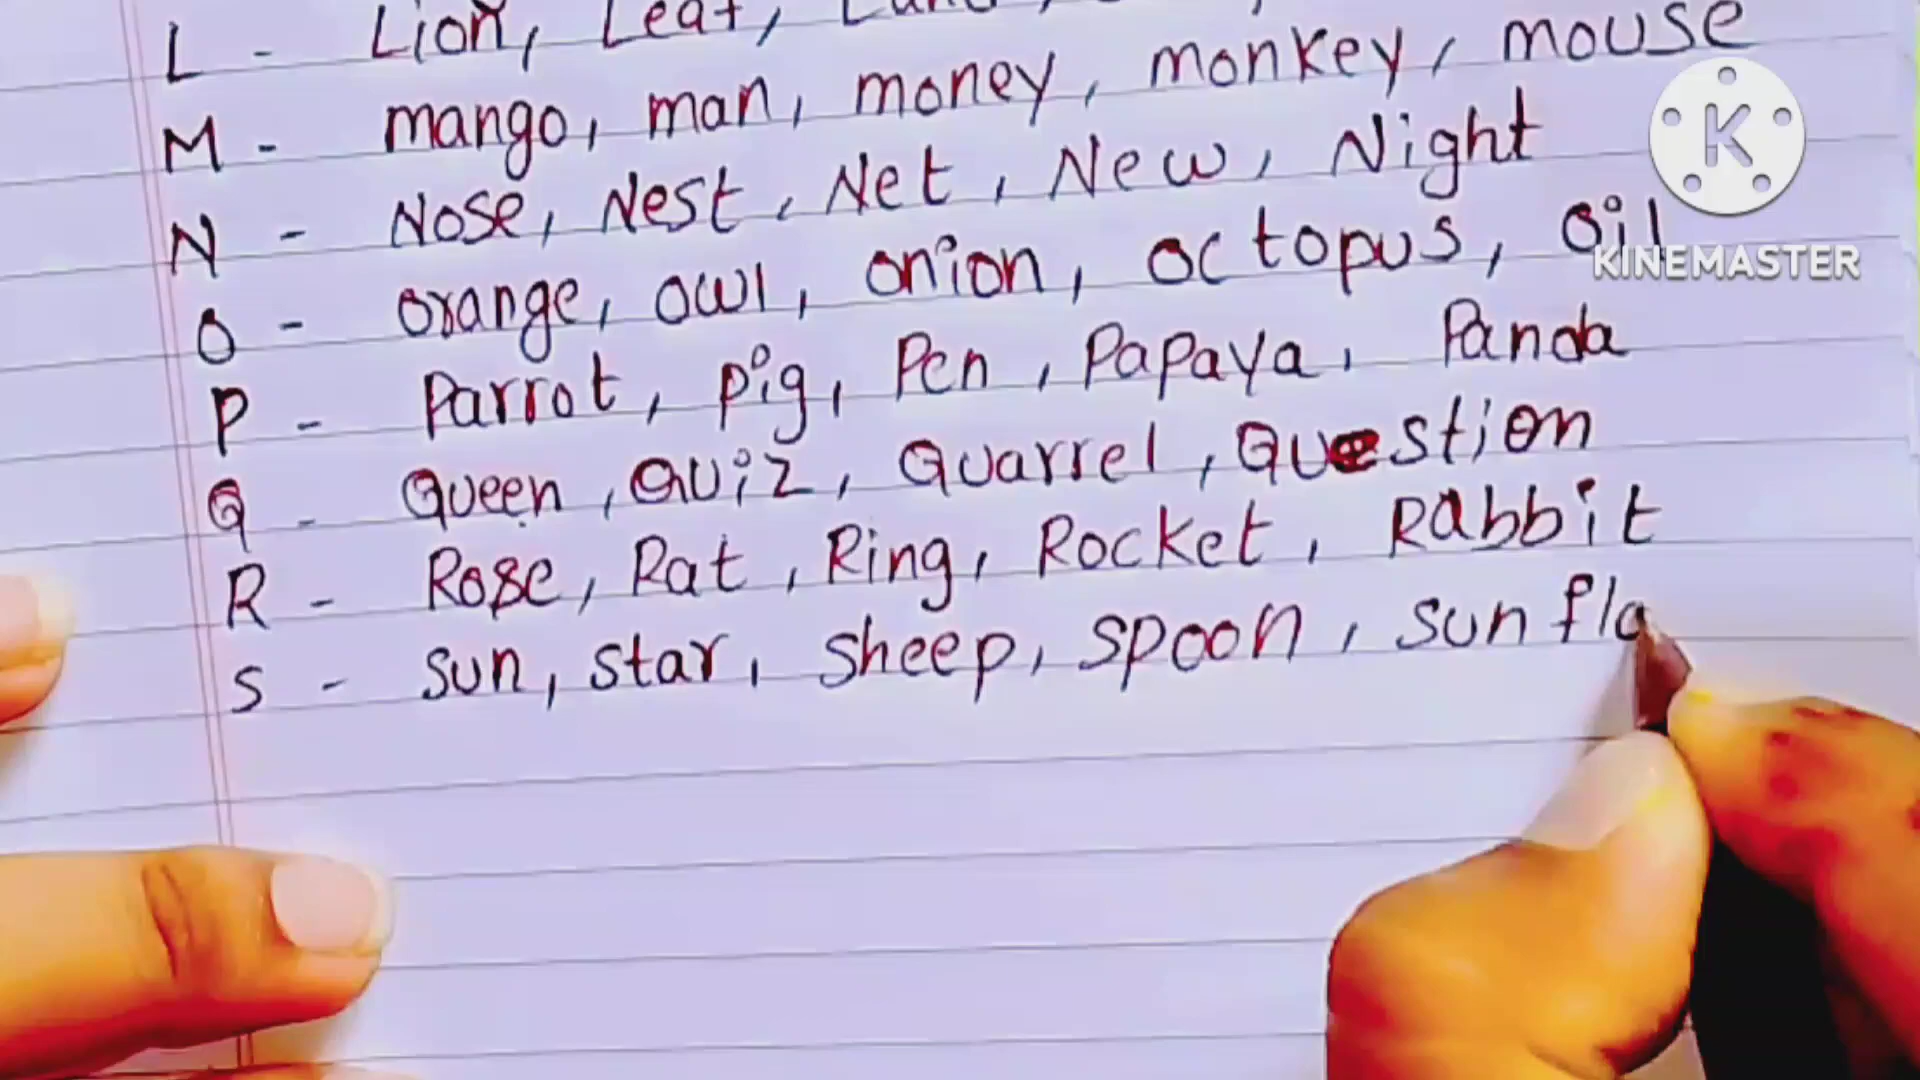 L - Lion, Leaf,
M - mango, man, money, monkey, mouse
N - Nose, Nest, Net, New, Night
O - orange, owl, onion, octopus, oil
P - Parrot, pig, Pen, Papaya, Panda
Q - Queen, Quiz, Quarrel, Question
R - Rose, Rat, Ring, Rocket, Rabbit
S - sun, star, sheep, spoon, sun flo
K
KINEMASTER